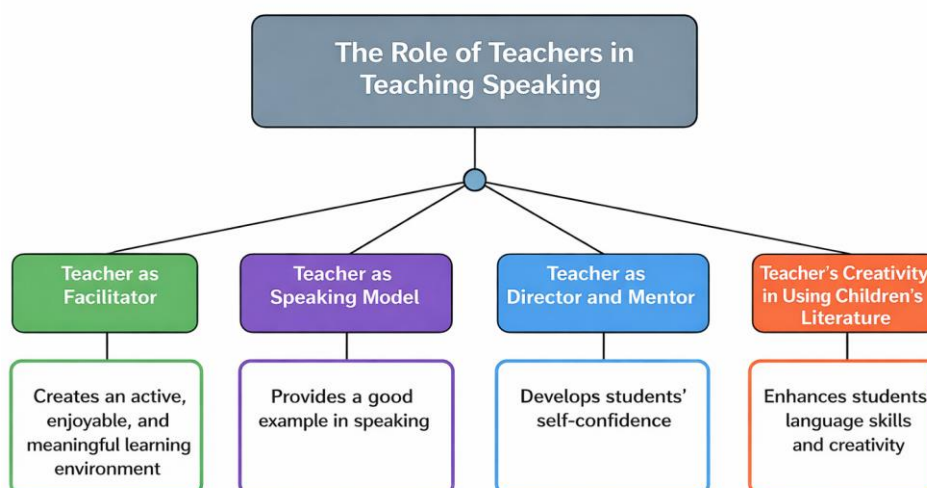 The Role of Teachers in
Teaching Speaking
Teacher as
Facilitator
Teacher as
Speaking Model
Teacher as
Director and Mentor
Teacher's Creativity
in Using Children's
Literature
Creates an active,
enjoyable, and
meaningful learning
environment
Provides a good
example in speaking
Develops students'
self-confidence
Enhances students'
language skills
and creativity